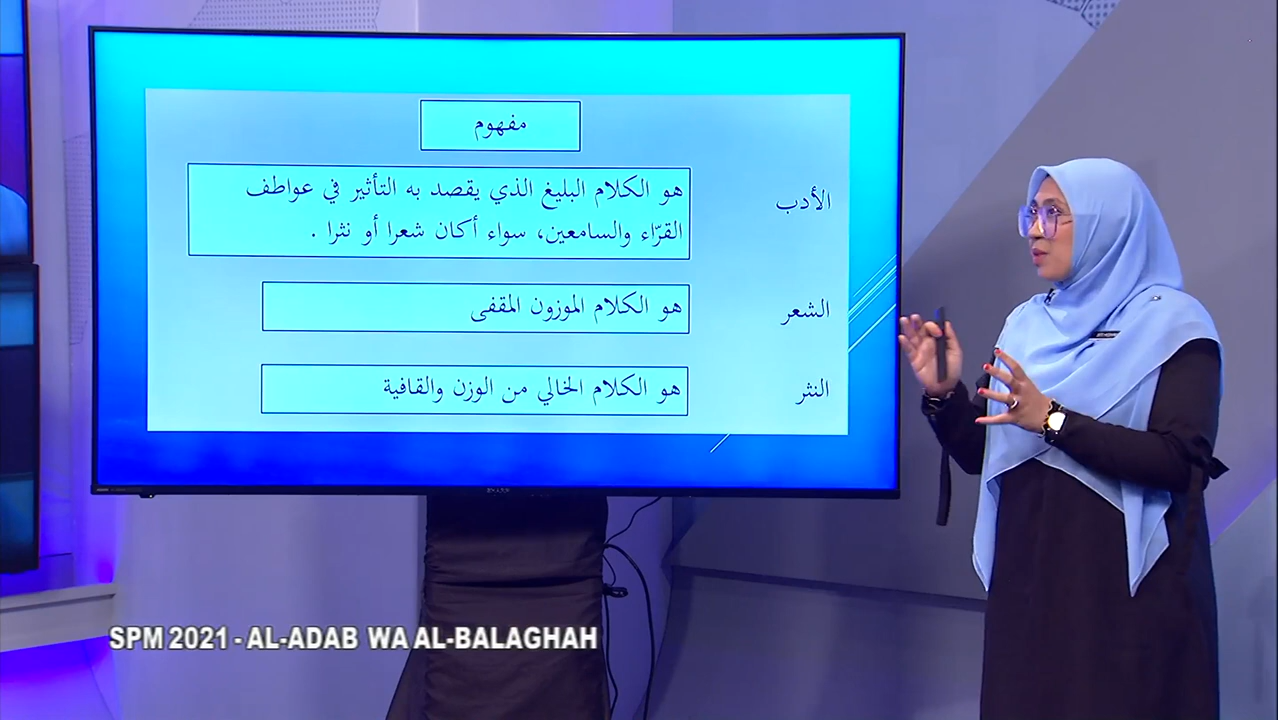 مفهوم
الأدب
هو الكلام البليغ الذي يقصد به التأثير في عواطف
القرّاء والسامعين، سواء أكان شعرا أو نثرا .
الشعر
هو الكلام الموزون المقفى
النثر
هو الكلام الخالي من الوزن والقافية
SPM 2021 - AL-ADAB WA AL-BALAGHAH